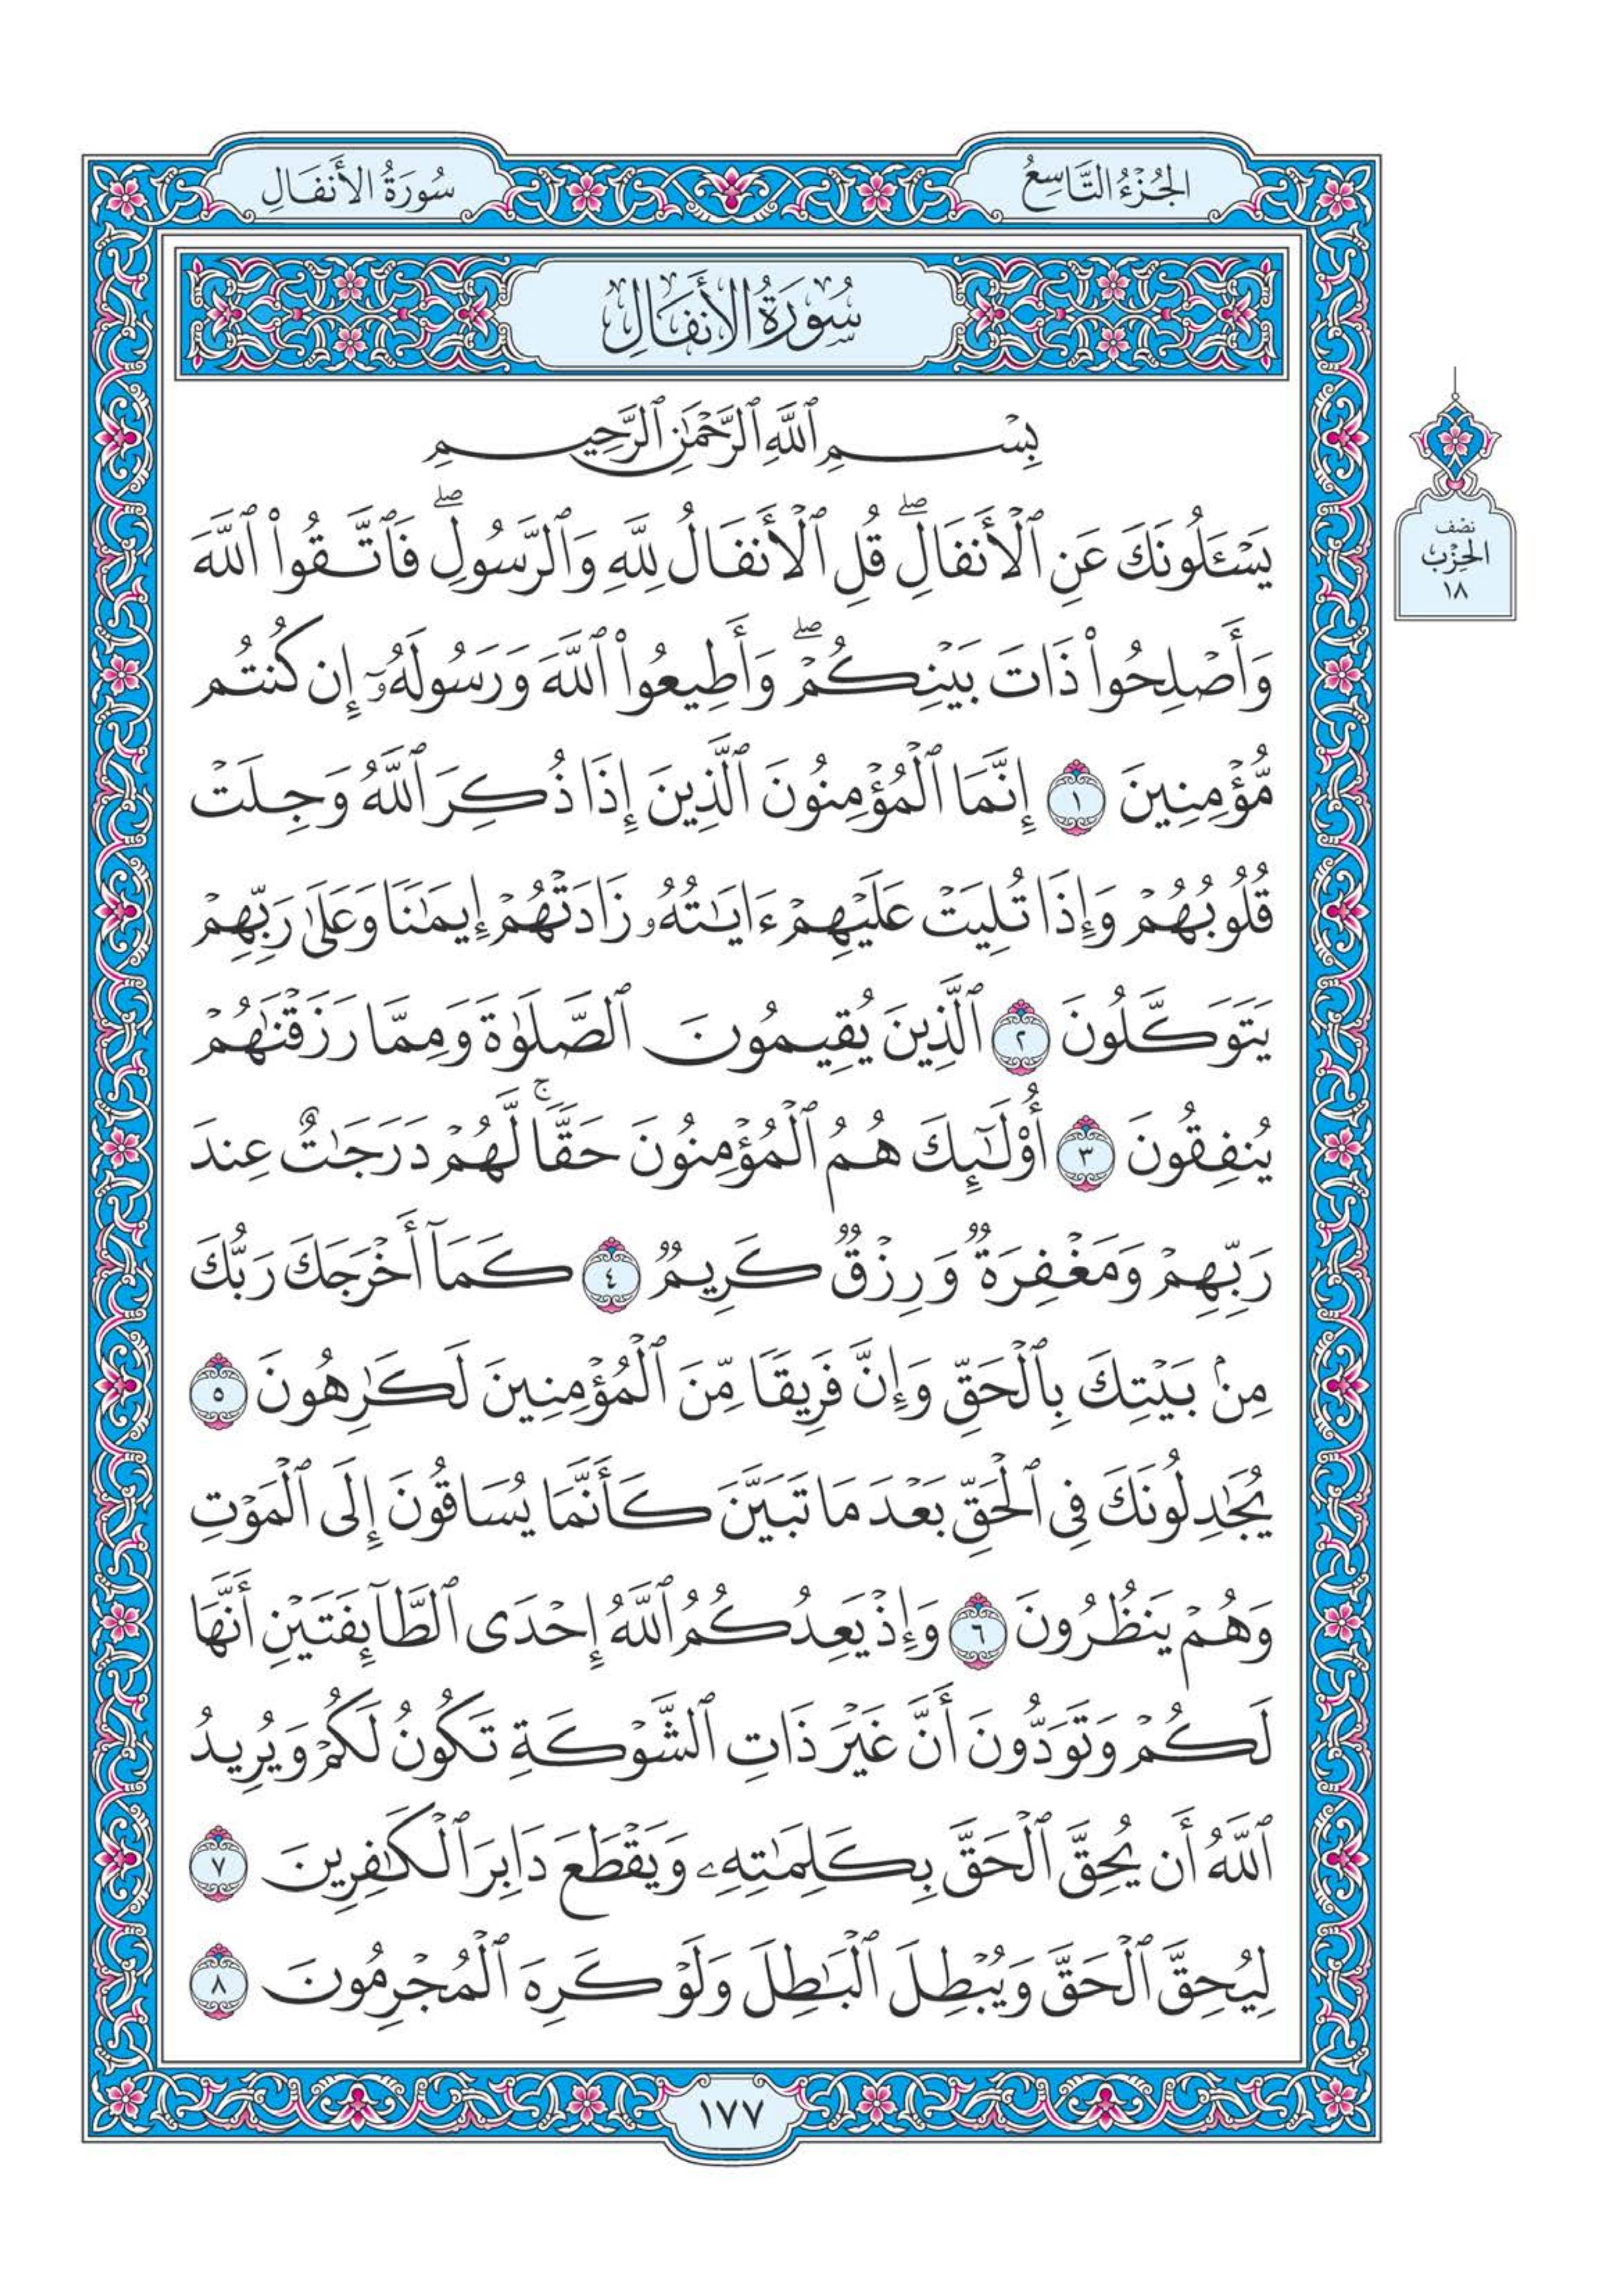 الجُزْءُ التَّاسِعُ
سُورَةُ الأَنفَالِ
سُورَةُ الأَنفَالِ
بِسْمِ ٱللَّهِ ٱلرَّحْمَٰنِ ٱلرَّحِيمِ
يَسْـَٔلُونَكَ عَنِ ٱلْأَنفَالِۖ قُلِ ٱلْأَنفَالُ لِلَّهِ وَٱلرَّسُولِۖ فَٱتَّقُوا۟ ٱللَّهَ
وَأَصْلِحُوا۟ ذَاتَ بَيْنِكُمْۖ وَأَطِيعُوا۟ ٱللَّهَ وَرَسُولَهُۥٓ إِن كُنتُم
مُّؤْمِنِينَ ١ إِنَّمَا ٱلْمُؤْمِنُونَ ٱلَّذِينَ إِذَا ذُكِرَ ٱللَّهُ وَجِلَتْ
قُلُوبُهُمْ وَإِذَا تُلِيَتْ عَلَيْهِمْ ءَايَٰتُهُۥ زَادَتْهُمْ إِيمَٰنًا وَعَلَىٰ رَبِّهِمْ
يَتَوَكَّلُونَ ٢ ٱلَّذِينَ يُقِيمُونَ ٱلصَّلَوٰةَ وَمِمَّا رَزَقْنَٰهُمْ
يُنفِقُونَ ٣ أُو۟لَٰٓئِكَ هُمُ ٱلْمُؤْمِنُونَ حَقًّاۚ لَّهُمْ دَرَجَٰتٌ عِندَ
رَبِّهِمْ وَمَغْفِرَةٌ وَرِزْقٌ كَرِيمٌ ٤ كَمَآ أَخْرَجَكَ رَبُّكَ
مِنۢ بَيْتِكَ بِٱلْحَقِّ وَإِنَّ فَرِيقًا مِّنَ ٱلْمُؤْمِنِينَ لَكَٰرِهُونَ ٥
يُجَٰدِلُونَكَ فِى ٱلْحَقِّ بَعْدَ مَا تَبَيَّنَ كَأَنَّمَا يُسَاقُونَ إِلَى ٱلْمَوْتِ
وَهُمْ يَنظُرُونَ ٦ وَإِذْ يَعِدُكُمُ ٱللَّهُ إِحْدَى ٱلطَّآئِفَتَيْنِ أَنَّهَا
لَكُمْ وَتَوَدُّونَ أَنَّ غَيْرَ ذَاتِ ٱلشَّوْكَةِ تَكُونُ لَكُمْ وَيُرِيدُ
ٱللَّهُ أَن يُحِقَّ ٱلْحَقَّ بِكَلِمَٰتِهِۦ وَيَقْطَعَ دَابِرَ ٱلْكَٰفِرِينَ ٧
لِيُحِقَّ ٱلْحَقَّ وَيُبْطِلَ ٱلْبَٰطِلَ وَلَوْ كَرِهَ ٱلْمُجْرِمُونَ ٨
نصْف
الحِزْب
١٨
١٧٧